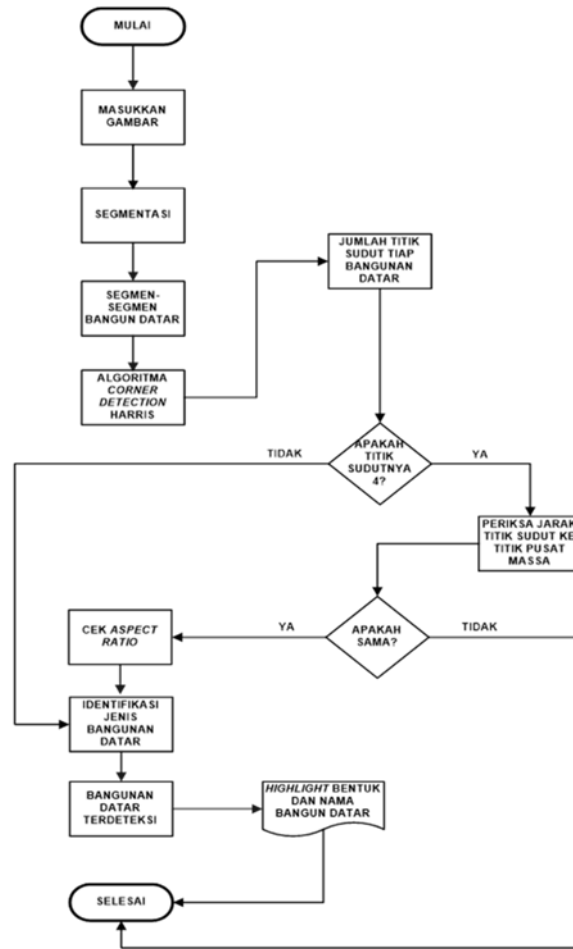 MULAI
MASUKKAN
GAMBAR
SEGMENTASI
SEGMEN-
SEGMEN
BANGUN DATAR
ALGORITMA
CORNER
DETECTION
HARRIS
JUMLAH TITIK
SUDUT TIAP
BANGUNAN
DATAR
APAKAH
TITIK
SUDUTNYA
4?
TIDAK
YA
PERIKSA JARAK
TITIK SUDUT KE
TITIK PUSAT
MASSA
APAKAH
SAMA?
YA
TIDAK
CEK ASPECT
RATIO
IDENTIFIKASI
JENIS
BANGUNAN
DATAR
BANGUNAN
DATAR
TERDETEKSI
HIGHLIGHT BENTUK
DAN NAMA
BANGUN DATAR
SELESAI